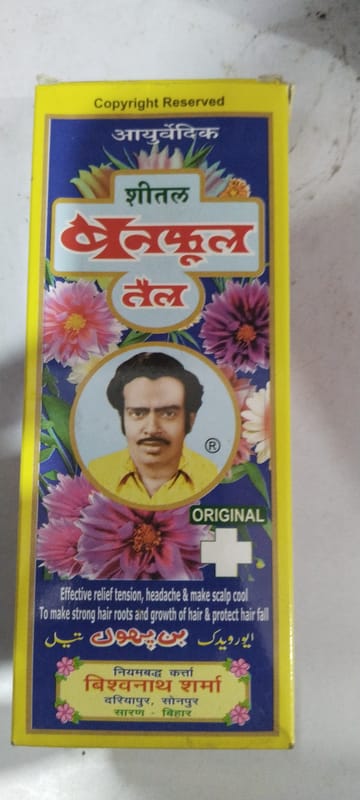 Copyright Reserved
आयुर्वेदिक
शीतल
बनफूल
तैल
®
ORIGINAL
Effective relief tension, headache & make scalp cool
To make strong hair roots and growth of hair & protect hair fall
ایورویدک بن پھول تیل
नियमबद्ध कर्त्ता
बिश्वनाथ शर्मा
दरियापुर, सोनपुर
सारण - बिहार